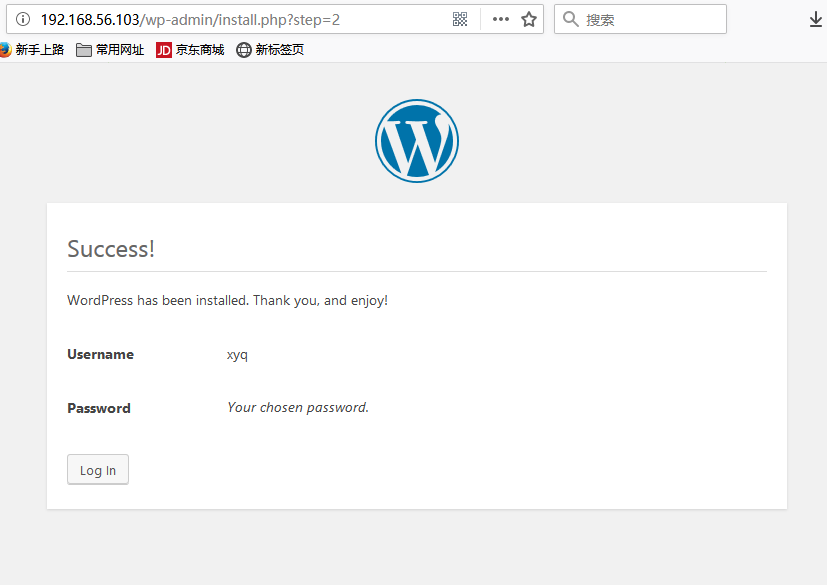 192.168.56.103/wp-admin/install.php?step=2 搜索
新手上路 常用网址 JD 京东商城 新标签页
Success!
WordPress has been installed. Thank you, and enjoy!
Username xyq
Password Your chosen password.
Log In